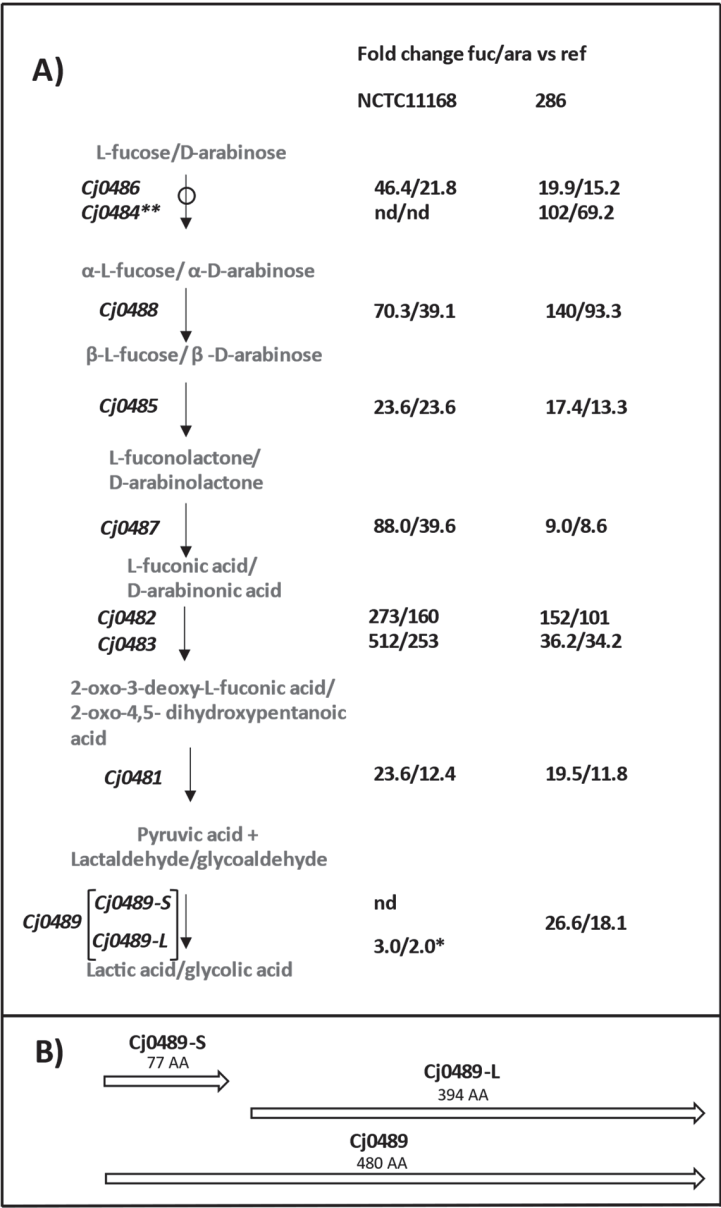 A)
Fold change fuc/ara vs ref
NCTC11168 286
L-fucose/D-arabinose
Cj0486 46.4/21.8 19.9/15.2
Cj0484** nd/nd 102/69.2
α-L-fucose/ α-D-arabinose
Cj0488 70.3/39.1 140/93.3
β-L-fucose/ β -D-arabinose
Cj0485 23.6/23.6 17.4/13.3
L-fuconolactone/
D-arabinolactone
Cj0487 88.0/39.6 9.0/8.6
L-fuconic acid/
D-arabinonic acid
Cj0482 273/160 152/101
Cj0483 512/253 36.2/34.2
2-oxo-3-deoxy-L-fuconic acid/
2-oxo-4,5- dihydroxypentanoic
acid
Cj0481 23.6/12.4 19.5/11.8
Pyruvic acid +
Lactaldehyde/glycoaldehyde
Cj0489-S nd
Cj0489 26.6/18.1
Cj0489-L 3.0/2.0*
Lactic acid/glycolic acid
B)
Cj0489-S
77 AA
Cj0489-L
394 AA
Cj0489
480 AA